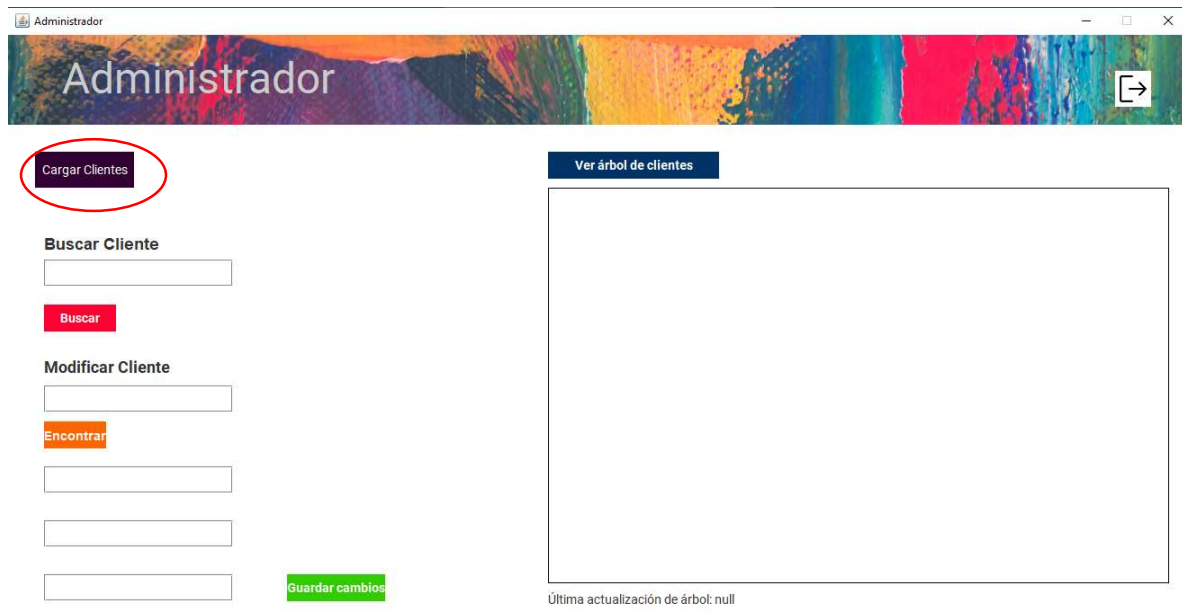 Administrador
Administrador
Cargar Clientes
Ver árbol de clientes
Buscar Cliente
Buscar
Modificar Cliente
Encontrar
Guardar cambios
Última actualización de árbol: null